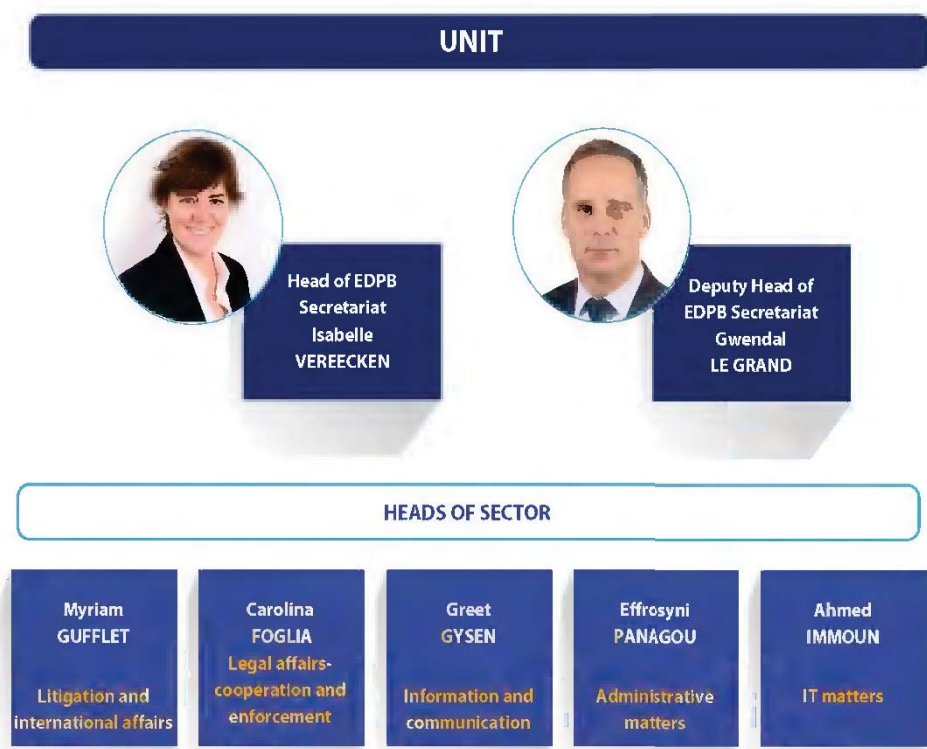 UNIT
Head of EDPB
Secretariat
Isabelle
VEREECKEN
Deputy Head of
EDPB Secretariat
Gwendal
LE GRAND
HEADS OF SECTOR
Myriam
GUFFLET
Litigation and
international affairs
Carolina
FOGLIA
Legal affairs-
cooperation and
enforcement
Greet
GYSEN
Information and
communication
Effrosyni
PANAGOU
Administrative
matters
Ahmed
IMMOUN
IT matters